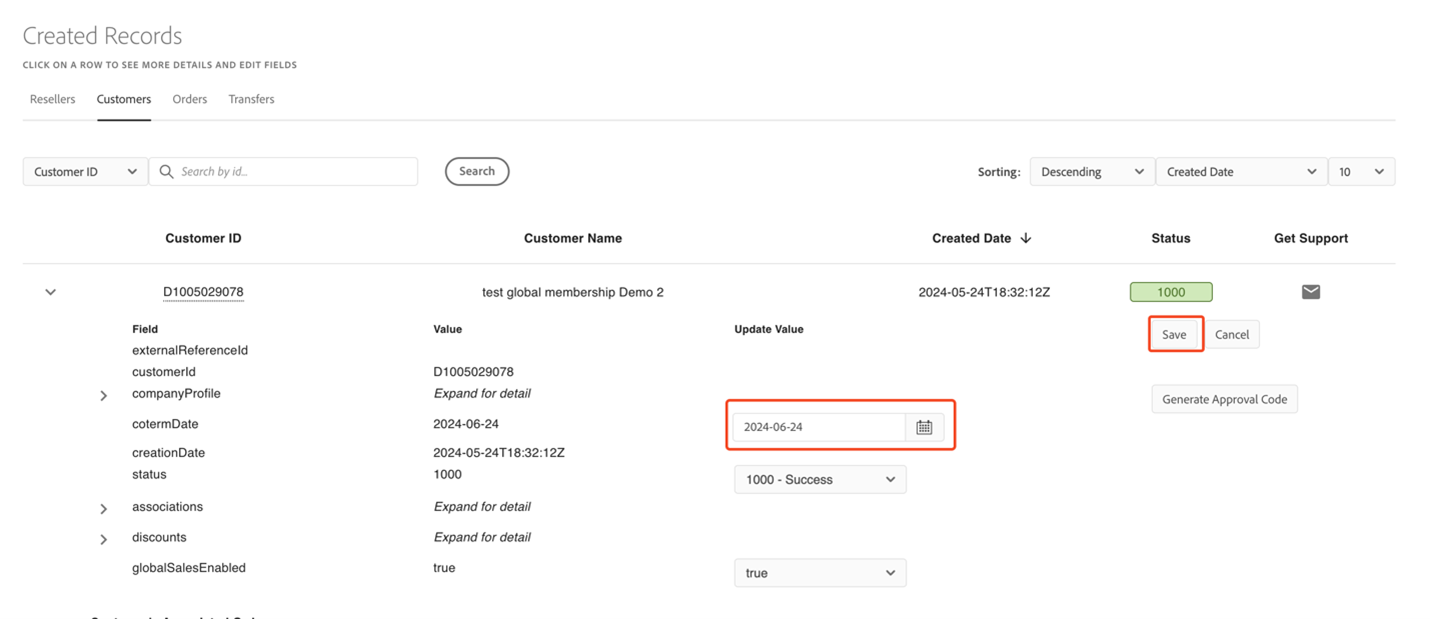 Created Records
CLICK ON A ROW TO SEE MORE DETAILS AND EDIT FIELDS
Resellers Customers Orders Transfers
Customer ID Search by id... Search Sorting: Descending Created Date 10
Customer ID Customer Name Created Date Status Get Support
D1005029078 test global membership Demo 2 2024-05-24T18:32:12Z 1000
Field Value Update Value Save Cancel
externalReferenceId
customerId D1005029078
companyProfile Expand for detail Generate Approval Code
cotermDate 2024-06-24 2024-06-24
creationDate 2024-05-24T18:32:12Z
status 1000 1000 - Success
associations Expand for detail
discounts Expand for detail
globalSalesEnabled true true